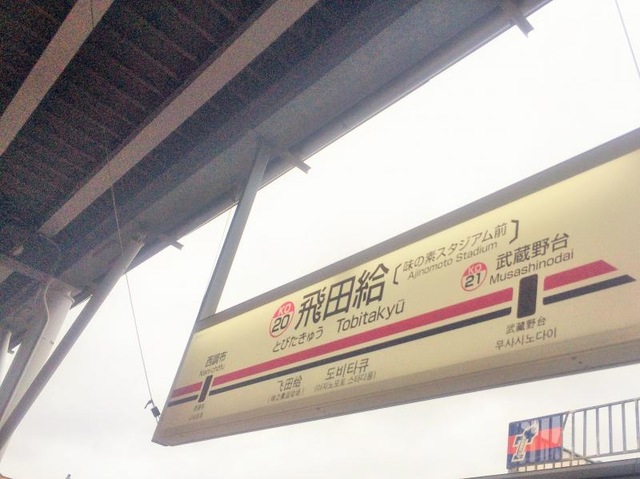 KO
20
飛田給
〔味の素スタジアム前〕
Ajinomoto Stadium
とびたきゅう Tobitakyū
KO
21
武蔵野台
Musashinodai
西調布
飞田给
도비타큐
武蔵野台
무사시노다이